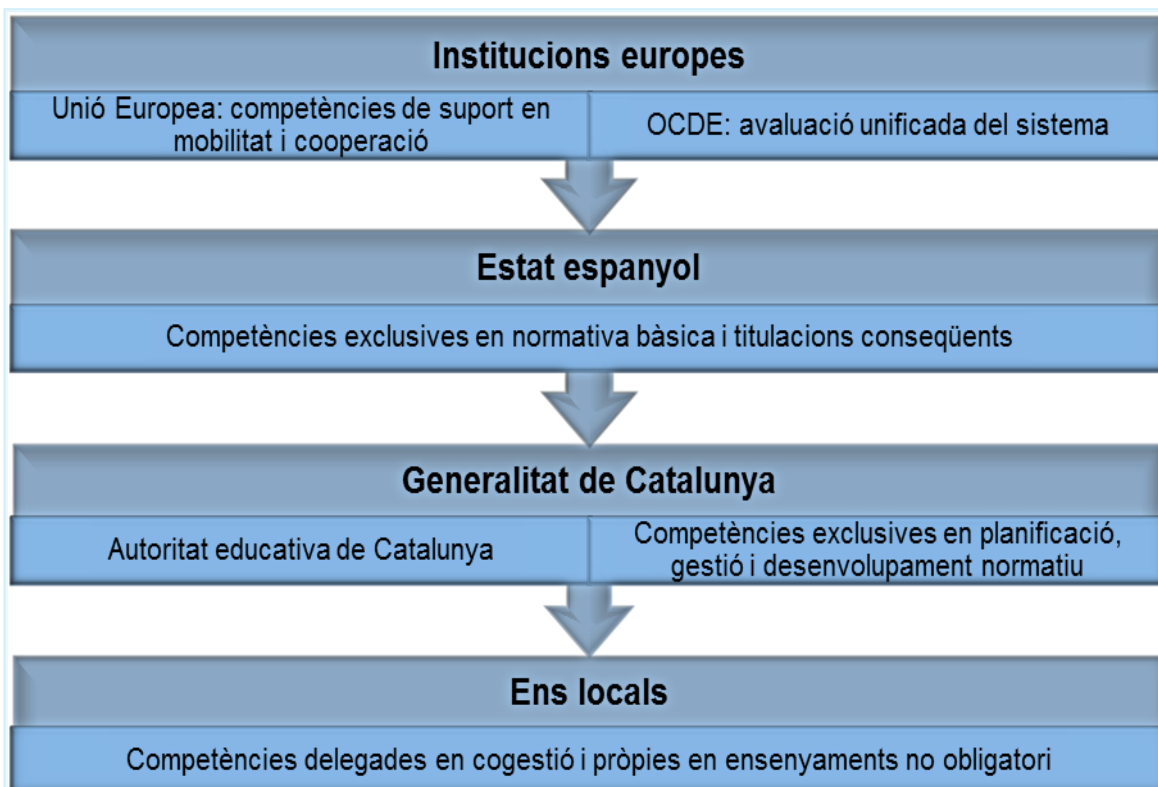 Institucions europes
Unió Europea: competències de suport en
mobilitat i cooperació
OCDE: avaluació unificada del sistema
Estat espanyol
Competències exclusives en normativa bàsica i titulacions conseqüents
Generalitat de Catalunya
Autoritat educativa de Catalunya
Competències exclusives en planificació,
gestió i desenvolupament normatiu
Ens locals
Competències delegades en cogestió i pròpies en ensenyaments no obligatori